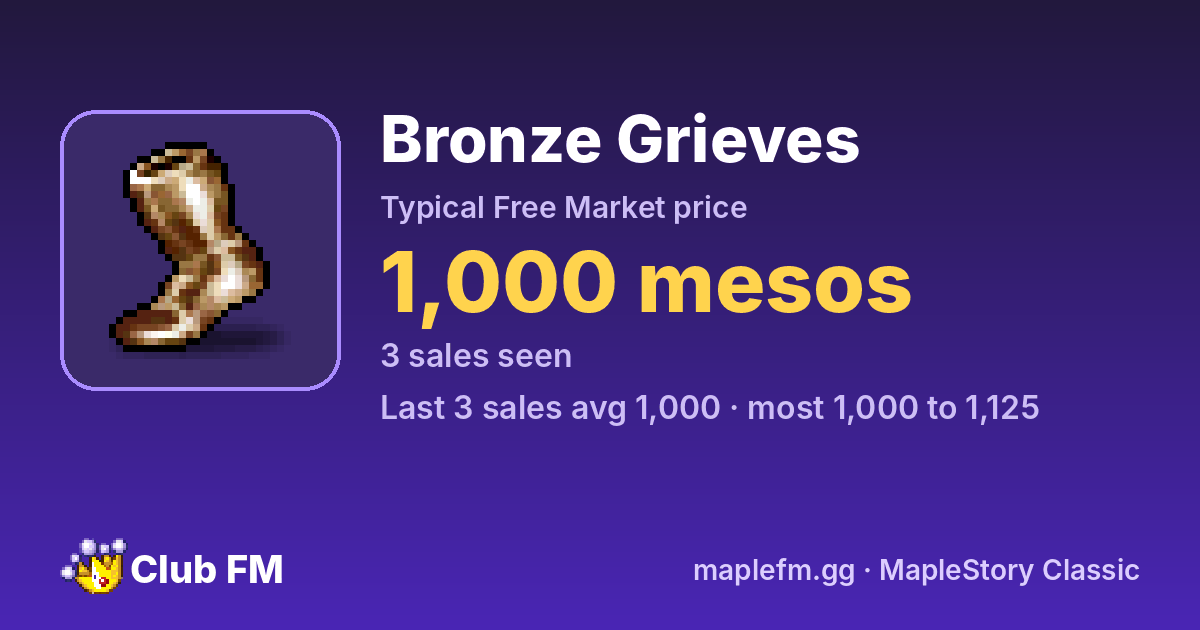 Bronze Grieves
Typical Free Market price
1,000 mesos
3 sales seen
Last 3 sales avg 1,000 · most 1,000 to 1,125
Club FM
maplefm.gg · MapleStory Classic